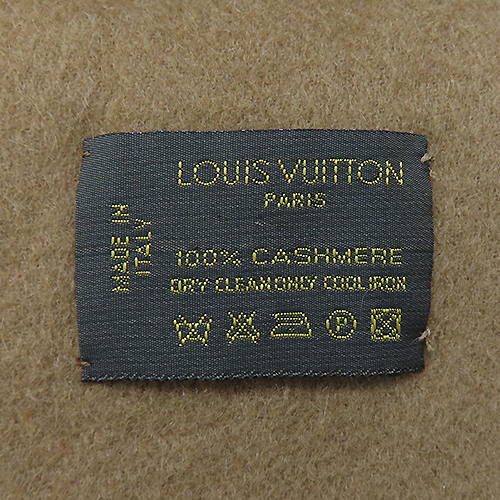 LOUIS VUITTON
PARIS
MADE IN
ITALY
100% CASHMERE
DRY CLEAN ONLY COOL IRON
P